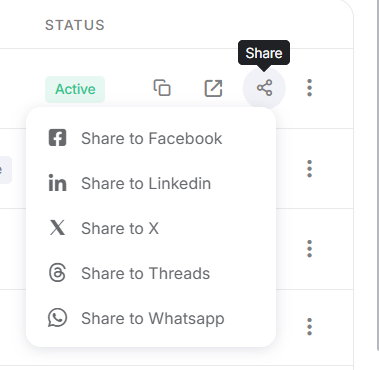 STATUS
Share
Active
Share to Facebook
Share to Linkedin
Share to X
Share to Threads
Share to Whatsapp